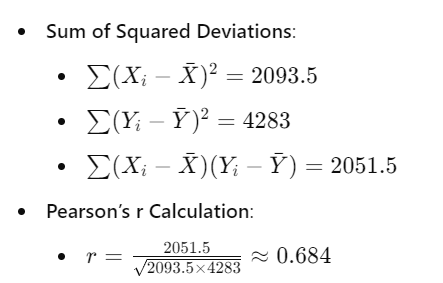 • Sum of Squared Deviations:
• ∑(Xᵢ − X̄)² = 2093.5
• ∑(Yᵢ − Ȳ)² = 4283
• ∑(Xᵢ − X̄)(Yᵢ − Ȳ) = 2051.5
• Pearson’s r Calculation:
• r = 2051.5 / √(2093.5×4283) ≈ 0.684